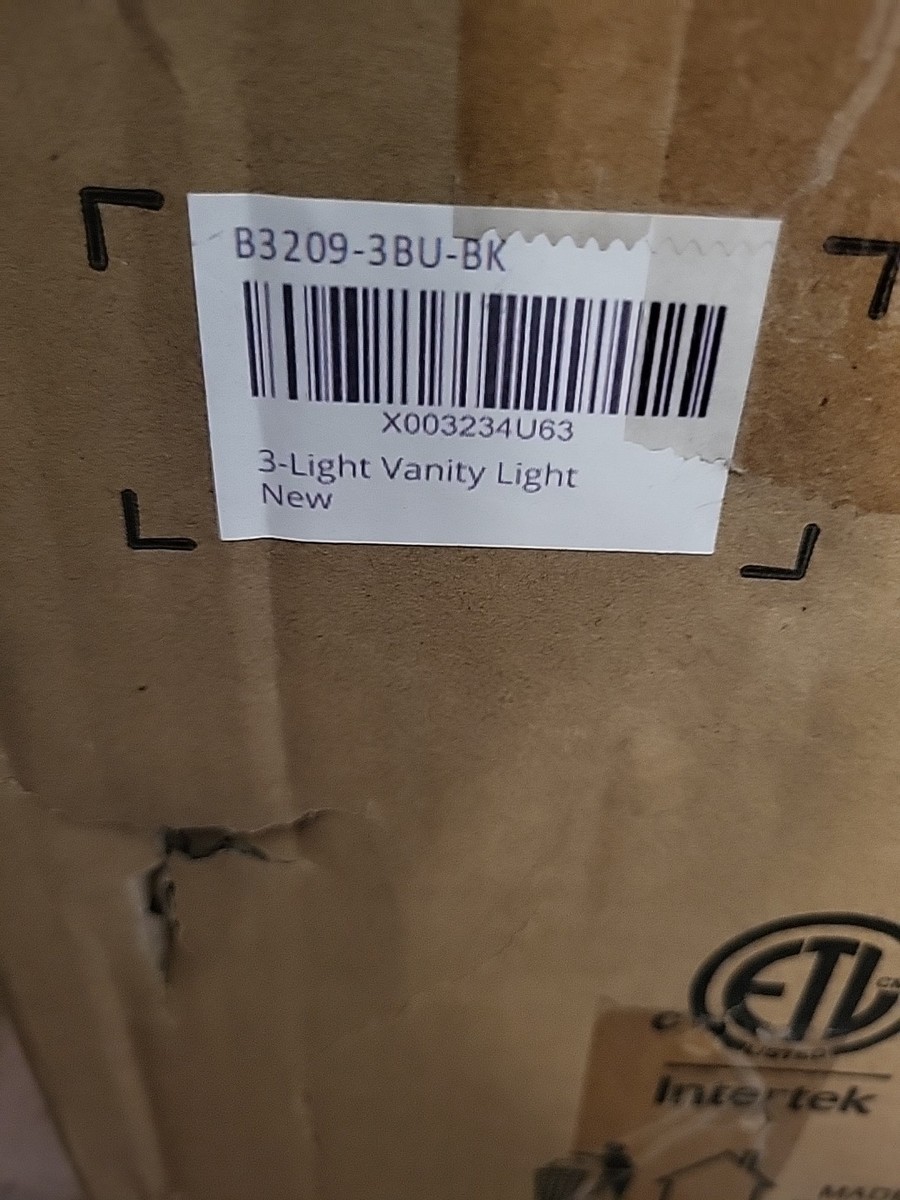 B3209-3BU-BK
X003234U63
3-Light Vanity Light
New
ETL
Intertek